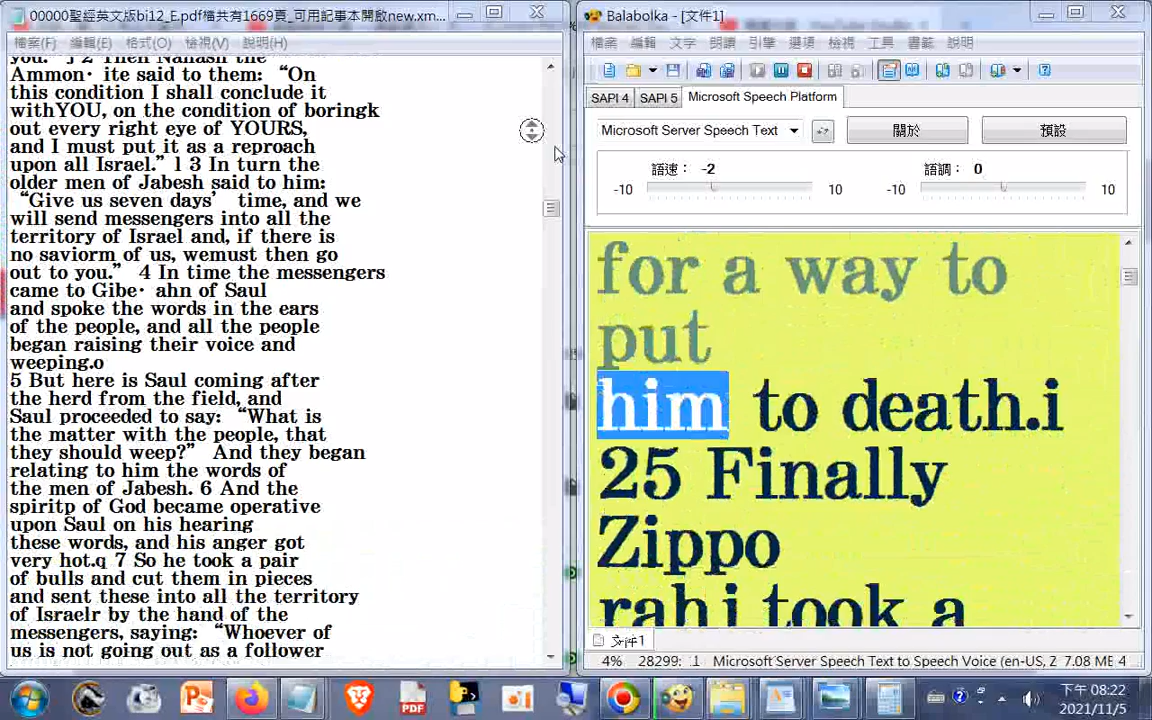 00000聖經英文版bi12_E.pdf檔共有1669頁_可用記事本開啟new.xm...
檔案(F) 編輯(E) 格式(O) 檢視(V) 說明(H)
you." j 2 Then Nahash the
Ammon· ite said to them: "On
this condition I shall conclude it
withYOU, on the condition of boringk
out every right eye of YOURS,
and I must put it as a reproach
upon all Israel." l 3 In turn the
older men of Jabesh said to him:
"Give us seven days' time, and we
will send messengers into all the
territory of Israel and, if there is
no saviorm of us, wemust then go
out to you." 4 In time the messengers
came to Gibe· ahn of Saul
and spoke the words in the ears
of the people, and all the people
began raising their voice and
weeping.o
5 But here is Saul coming after
the herd from the field, and
Saul proceeded to say: "What is
the matter with the people, that
they should weep?" And they began
relating to him the words of
the men of Jabesh. 6 And the
spiritp of God became operative
upon Saul on his hearing
these words, and his anger got
very hot.q 7 So he took a pair
of bulls and cut them in pieces
and sent these into all the territory
of Israelr by the hand of the
messengers, saying: "Whoever of
us is not going out as a follower
Balabolka - [文件1]
檔案 編輯 文字 朗讀 引擎 選項 檢視 工具 書籤 說明
SAPI 4 SAPI 5 Microsoft Speech Platform
Microsoft Server Speech Text 關於 預設
語速: -2 語調: 0
-10 10 -10 10
for a way to
put
him to death.i
25 Finally
Zippo
rahj took a
文件1
4% 28299: 1 Microsoft Server Speech Text to Speech Voice (en-US, Z 7.08 ME 4
PDF
下午 08:22
2021/11/5